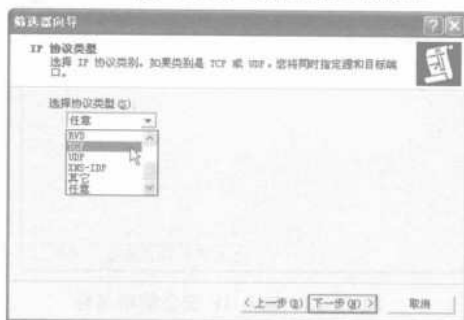 筛选器向导
IP 协议类型
选择 IP 协议类别。如果类别是 TCP 或 UDP，您将同时指定源和目标端
口。
选择协议类型(S)
任意
RVD
UDP
XNS-IDP
其它
任意
<上一步(B)
下一步(N) >
取消